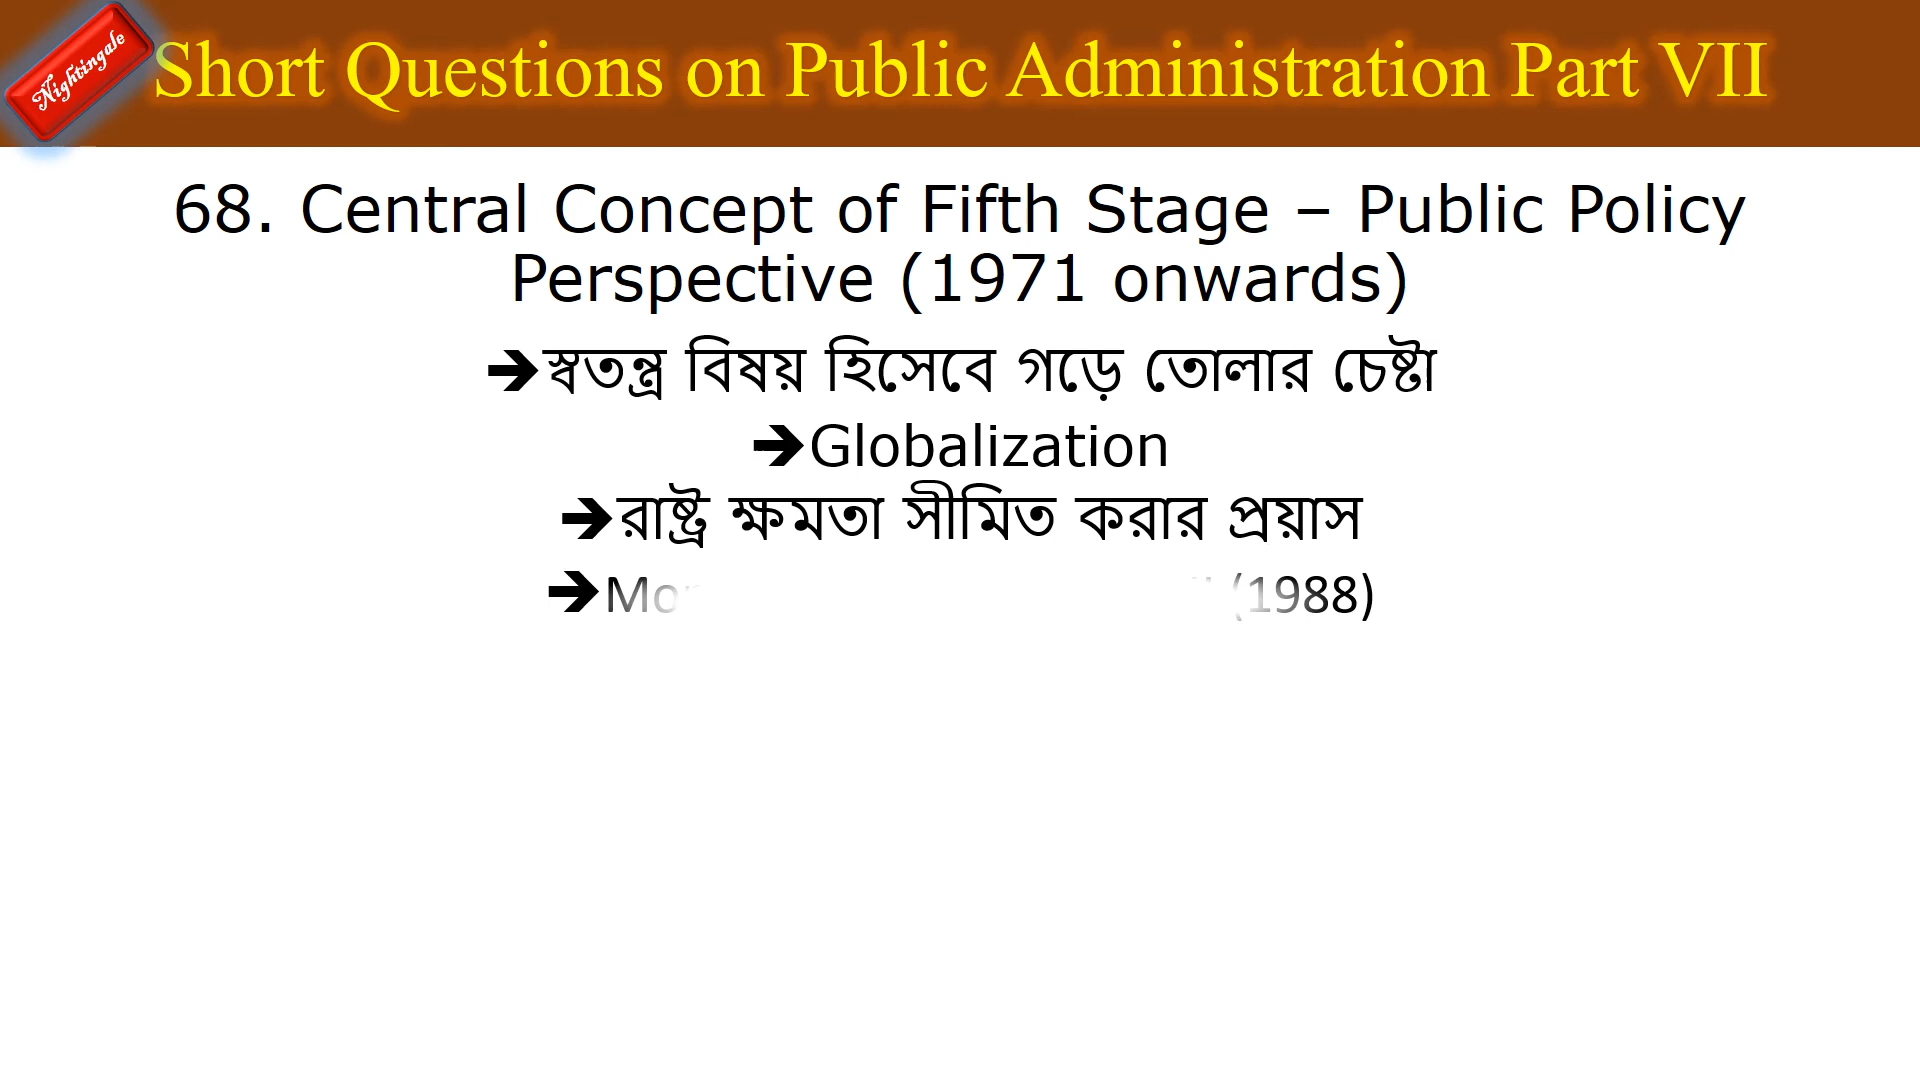 Nightingale
Short Questions on Public Administration Part VII
68. Central Concept of Fifth Stage – Public Policy
Perspective (1971 onwards)
➔স্বতন্ত্র বিষয় হিসেবে গড়ে তোলার চেষ্টা
➔Globalization
➔রাষ্ট্র ক্ষমতা সীমিত করার প্রয়াস
➔ (1988)